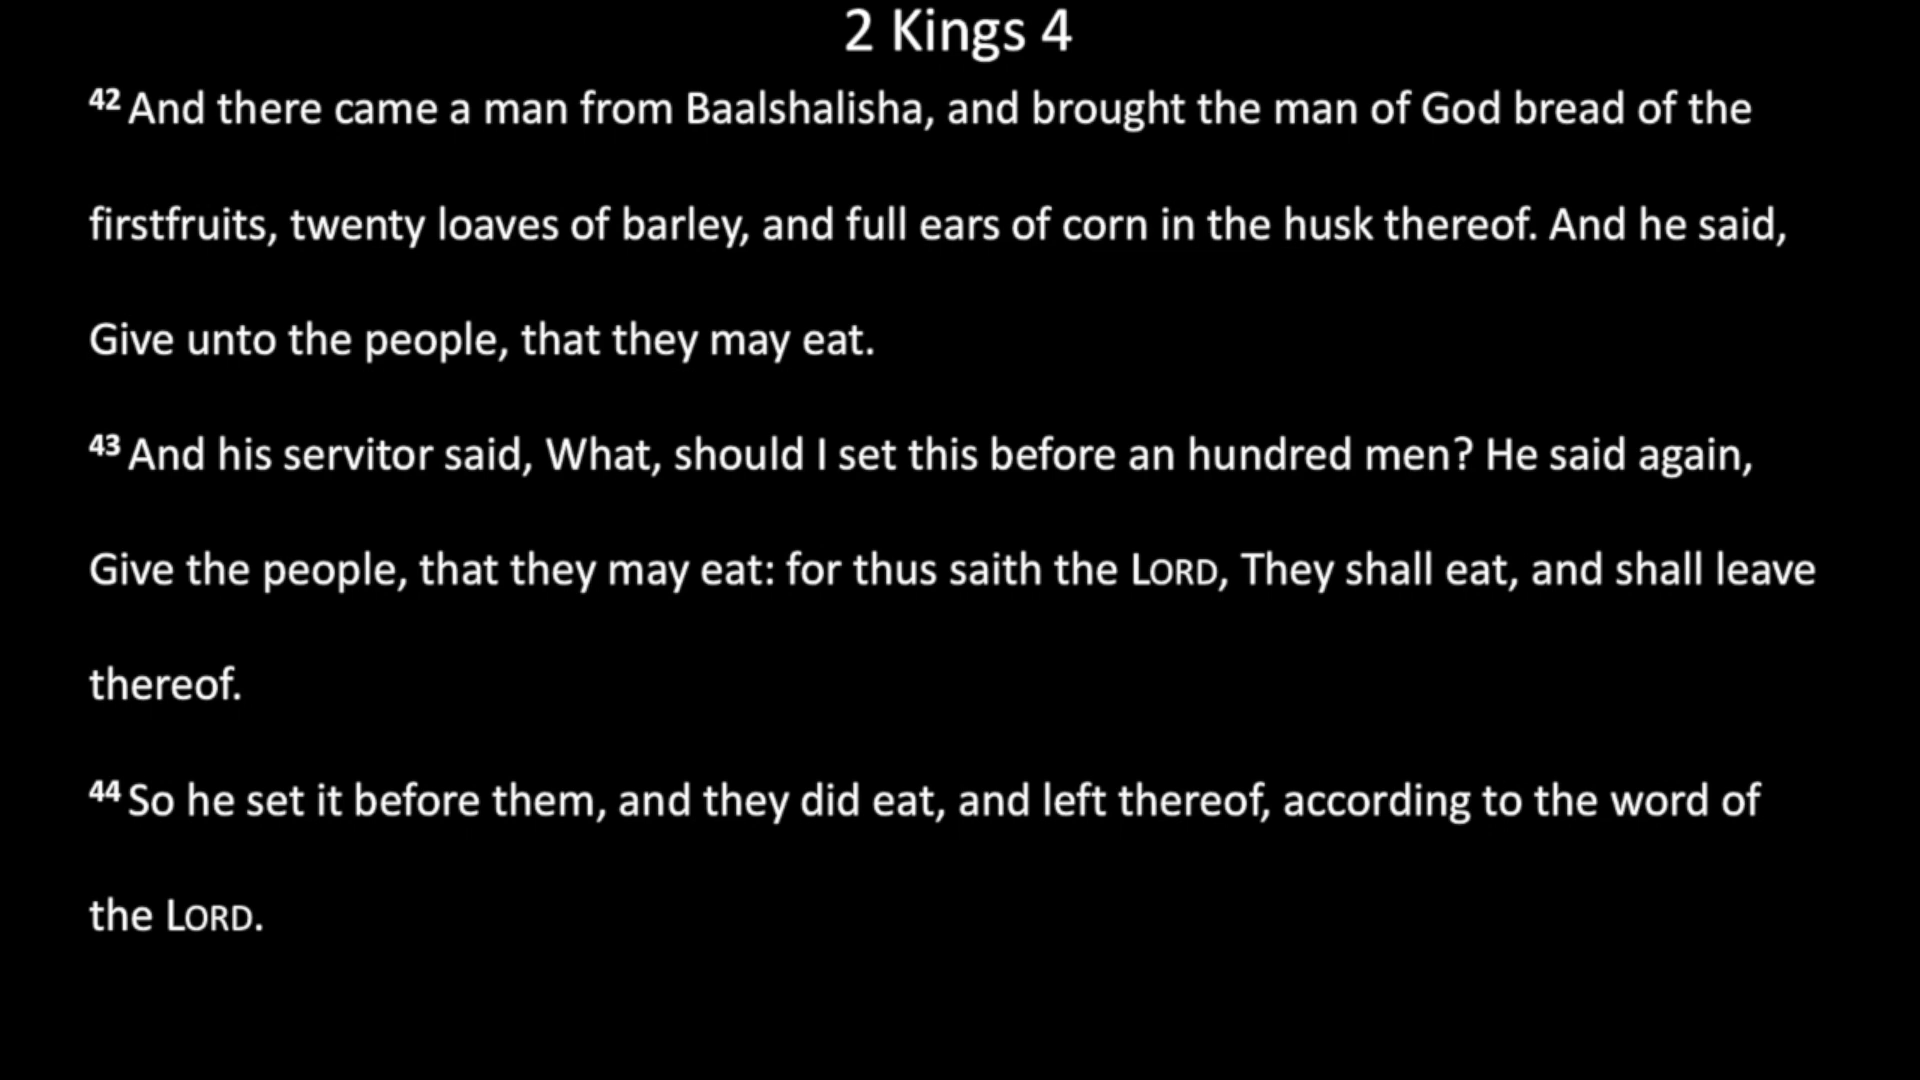 2 Kings 4
42 And there came a man from Baalshalisha, and brought the man of God bread of the
firstfruits, twenty loaves of barley, and full ears of corn in the husk thereof. And he said,
Give unto the people, that they may eat.
43 And his servitor said, What, should I set this before an hundred men? He said again,
Give the people, that they may eat: for thus saith the LORD, They shall eat, and shall leave
thereof.
44 So he set it before them, and they did eat, and left thereof, according to the word of
the LORD.